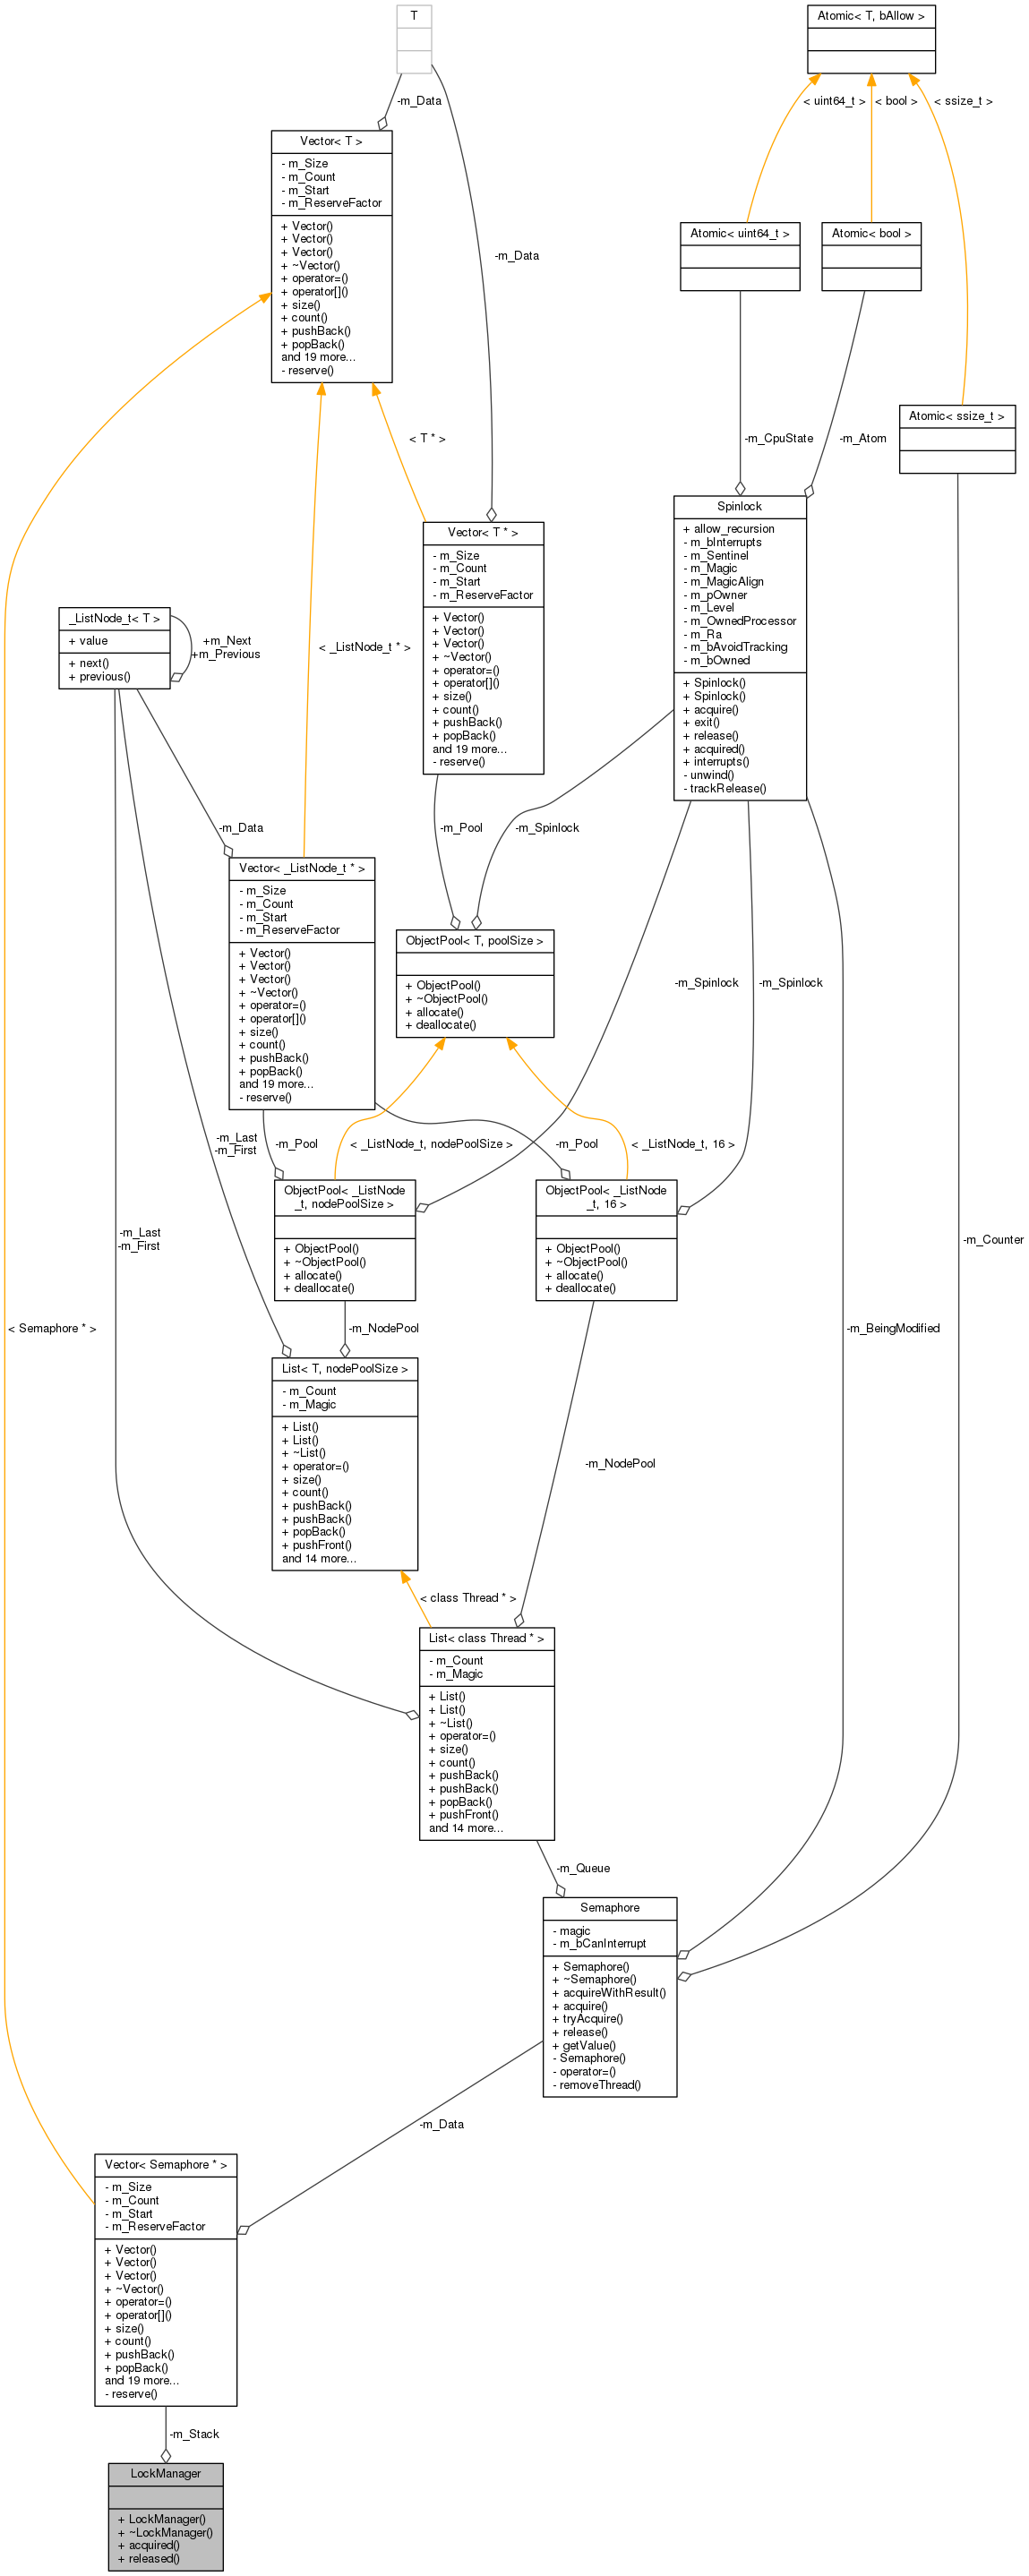 T
Atomic< T, bAllow >
-m_Data
< uint64_t >
< bool >
< ssize_t >
Vector< T >
- m_Size
- m_Count
- m_Start
- m_ReserveFactor
+ Vector()
+ Vector()
+ Vector()
+ ~Vector()
+ operator=()
+ operator[]()
+ size()
+ count()
+ pushBack()
+ popBack()
and 19 more...
- reserve()
-m_Data
Atomic< uint64_t >
Atomic< bool >
Atomic< ssize_t >
< T * >
-m_CpuState
-m_Atom
Vector< T * >
- m_Size
- m_Count
- m_Start
- m_ReserveFactor
+ Vector()
+ Vector()
+ Vector()
+ ~Vector()
+ operator=()
+ operator[]()
+ size()
+ count()
+ pushBack()
+ popBack()
and 19 more...
- reserve()
Spinlock
+ allow_recursion
- m_bInterrupts
- m_Sentinel
- m_Magic
- m_MagicAlign
- m_pOwner
- m_Level
- m_OwnedProcessor
- m_Ra
- m_bAvoidTracking
- m_bOwned
+ Spinlock()
+ Spinlock()
+ acquire()
+ exit()
+ release()
+ acquired()
+ interrupts()
- unwind()
- trackRelease()
_ListNode_t< T >
+ value
+ next()
+ previous()
+m_Next
+m_Previous
< _ListNode_t * >
-m_Data
-m_Pool
-m_Spinlock
Vector< _ListNode_t * >
- m_Size
- m_Count
- m_Start
- m_ReserveFactor
+ Vector()
+ Vector()
+ Vector()
+ ~Vector()
+ operator=()
+ operator[]()
+ size()
+ count()
+ pushBack()
+ popBack()
and 19 more...
- reserve()
ObjectPool< T, poolSize >
+ ObjectPool()
+ ~ObjectPool()
+ allocate()
+ deallocate()
-m_Spinlock
-m_Spinlock
-m_Last
-m_First
-m_Pool
< _ListNode_t, nodePoolSize >
-m_Pool
< _ListNode_t, 16 >
ObjectPool< _ListNode
_t, nodePoolSize >
+ ObjectPool()
+ ~ObjectPool()
+ allocate()
+ deallocate()
ObjectPool< _ListNode
_t, 16 >
+ ObjectPool()
+ ~ObjectPool()
+ allocate()
+ deallocate()
-m_Last
-m_First
-m_Counter
< Semaphore * >
-m_NodePool
-m_BeingModified
List< T, nodePoolSize >
- m_Count
- m_Magic
+ List()
+ List()
+ ~List()
+ operator=()
+ size()
+ count()
+ pushBack()
+ pushBack()
+ popBack()
+ pushFront()
and 14 more...
-m_NodePool
< class Thread * >
List< class Thread * >
- m_Count
- m_Magic
+ List()
+ List()
+ ~List()
+ operator=()
+ size()
+ count()
+ pushBack()
+ pushBack()
+ popBack()
+ pushFront()
and 14 more...
-m_Queue
Semaphore
- magic
- m_bCanInterrupt
+ Semaphore()
+ ~Semaphore()
+ acquireWithResult()
+ acquire()
+ tryAcquire()
+ release()
+ getValue()
- Semaphore()
- operator=()
- removeThread()
-m_Data
Vector< Semaphore * >
- m_Size
- m_Count
- m_Start
- m_ReserveFactor
+ Vector()
+ Vector()
+ Vector()
+ ~Vector()
+ operator=()
+ operator[]()
+ size()
+ count()
+ pushBack()
+ popBack()
and 19 more...
- reserve()
-m_Stack
LockManager
+ LockManager()
+ ~LockManager()
+ acquired()
+ released()